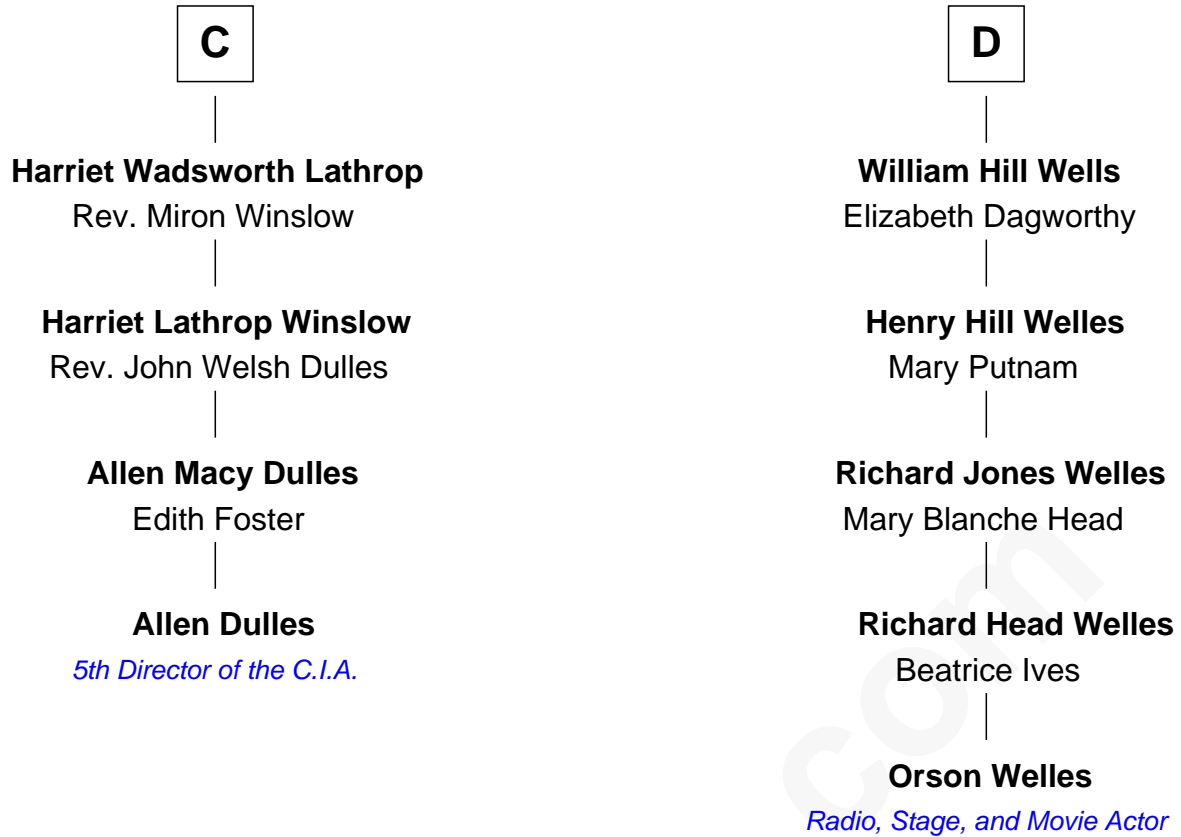 C
Harriet Wadsworth Lathrop
Rev. Miron Winslow
Harriet Lathrop Winslow
Rev. John Welsh Dulles
Allen Macy Dulles
Edith Foster
Allen Dulles
5th Director of the C.I.A.
D
William Hill Wells
Elizabeth Dagworthy
Henry Hill Welles
Mary Putnam
Richard Jones Welles
Mary Blanche Head
Richard Head Welles
Beatrice Ives
Orson Welles
Radio, Stage, and Movie Actor
com